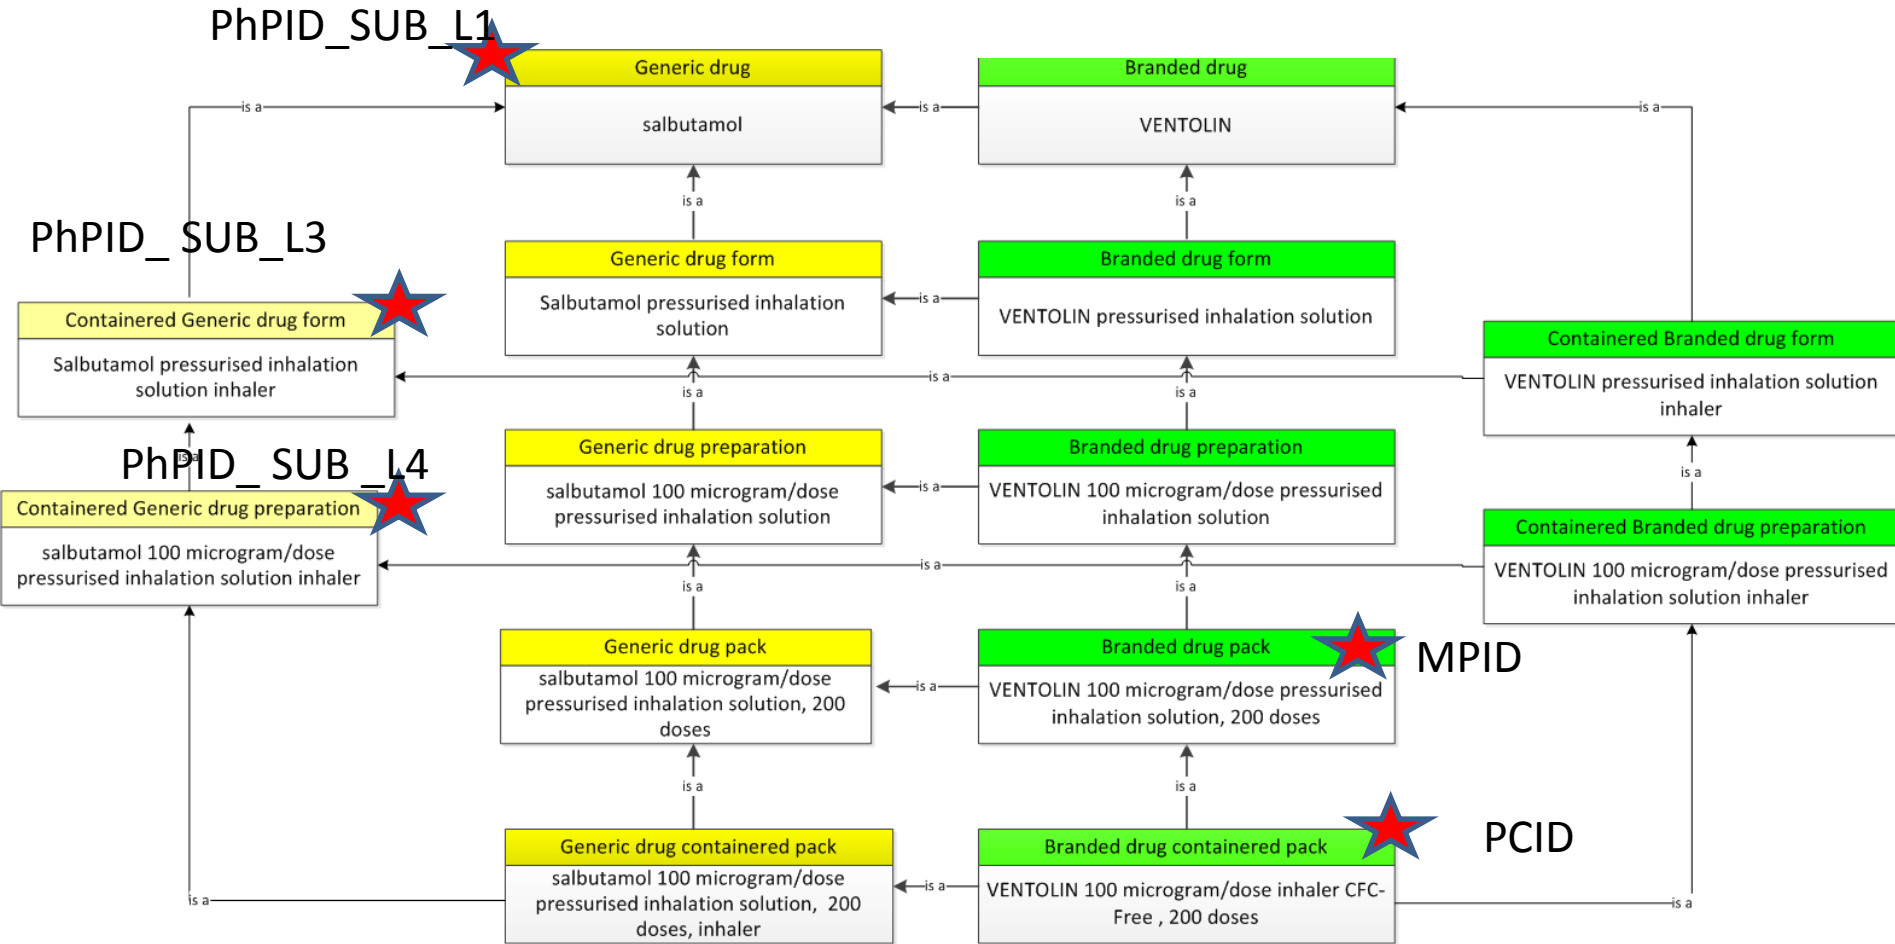 PhPID_SUB_L1
Generic drug
salbutamol
Branded drug
VENTOLIN
is a
is a
is a
is a
is a
PhPID_ SUB_L3
Containered Generic drug form
Salbutamol pressurised inhalation
solution inhaler
Generic drug form
Salbutamol pressurised inhalation
solution
is a
Branded drug form
VENTOLIN pressurised inhalation solution
Containered Branded drug form
VENTOLIN pressurised inhalation solution
inhaler
is a
is a
is a
is a
PhPID_ SUB _L4
is a
Containered Generic drug preparation
salbutamol 100 microgram/dose
pressurised inhalation solution inhaler
Generic drug preparation
salbutamol 100 microgram/dose
pressurised inhalation solution
is a
Branded drug preparation
VENTOLIN 100 microgram/dose pressurised
inhalation solution
Containered Branded drug preparation
VENTOLIN 100 microgram/dose pressurised
inhalation solution inhaler
is a
is a
is a
Generic drug pack
salbutamol 100 microgram/dose
pressurised inhalation solution, 200
doses
is a
Branded drug pack
VENTOLIN 100 microgram/dose pressurised
inhalation solution, 200 doses
MPID
is a
is a
Generic drug containered pack
salbutamol 100 microgram/dose
pressurised inhalation solution,  200
doses, inhaler
is a
Branded drug containered pack
VENTOLIN 100 microgram/dose inhaler CFC-
Free , 200 doses
PCID
is a
is a